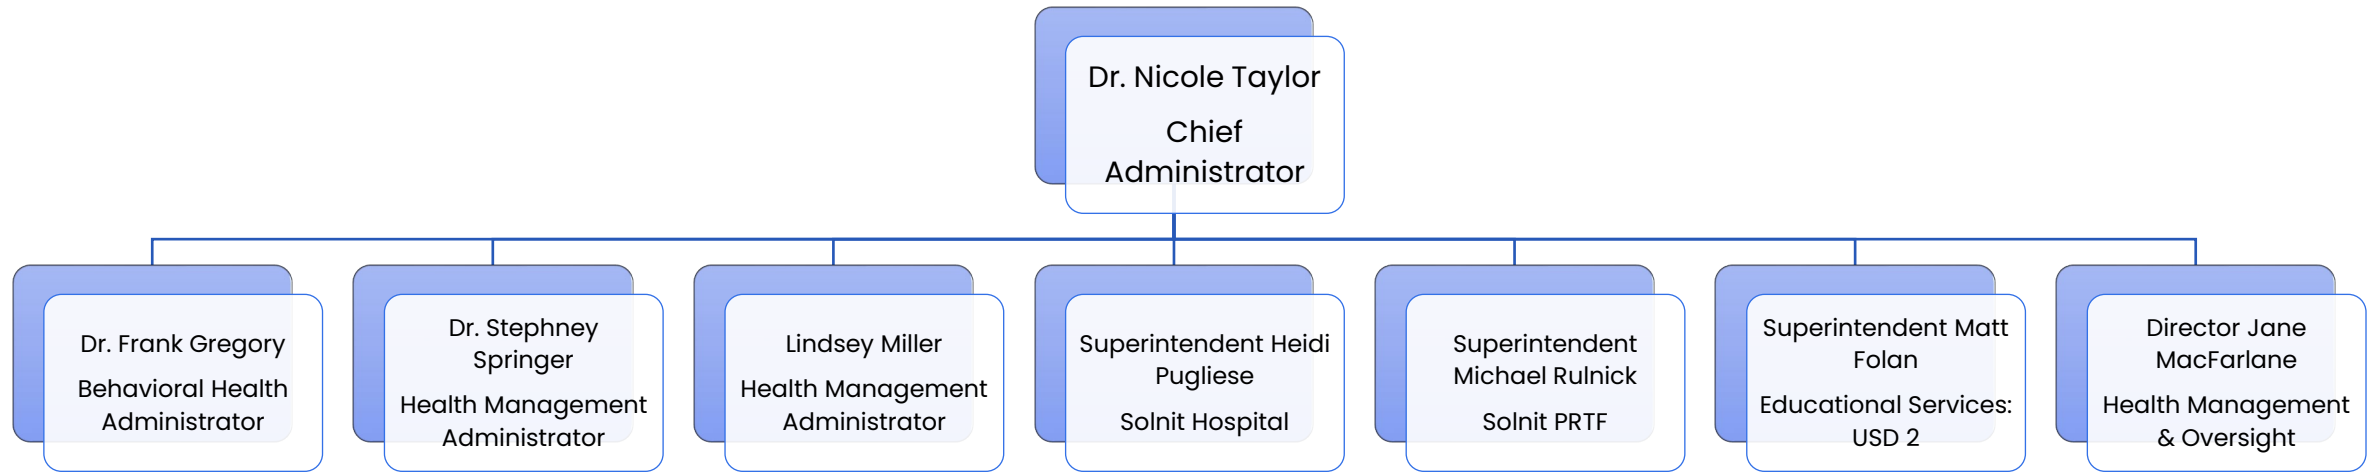 Dr. Nicole Taylor
Chief
Administrator
Dr. Frank Gregory
Behavioral Health
Administrator
Dr. Stephney
Springer
Health Management
Administrator
Lindsey Miller
Health Management
Administrator
Superintendent Heidi
Pugliese
Solnit Hospital
Superintendent
Michael Rulnick
Solnit PRTF
Superintendent Matt
Folan
Educational Services:
USD 2
Director Jane
MacFarlane
Health Management
& Oversight